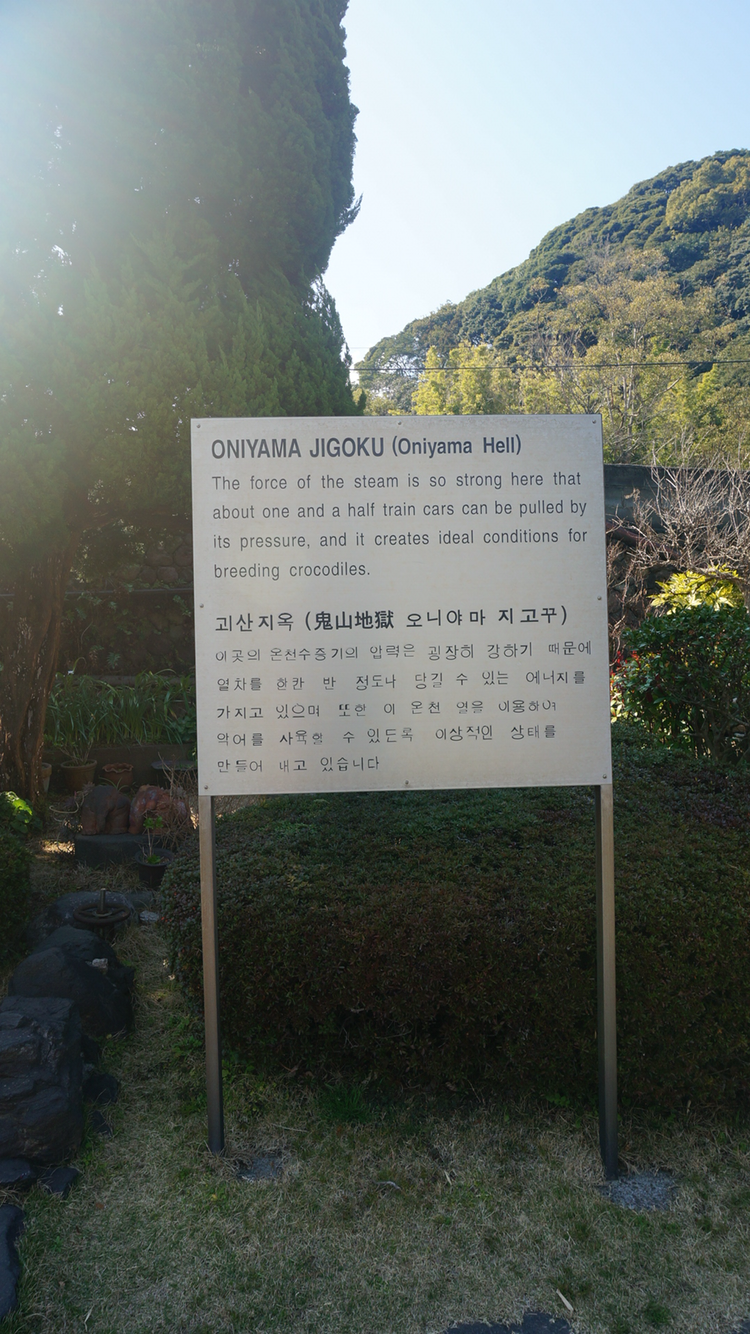 ONIYAMA JIGOKU (Oniyama Hell)
The force of the steam is so strong here that
about one and a half train cars can be pulled by
its pressure, and it creates ideal conditions for
breeding crocodiles.
괴산지옥 (鬼山地獄 오니야마 지고꾸)
이곳의 온천수증기의 압력은 굉장히 강하기 때문에
열차를 한칸 반 정도나 당길 수 있는 에너지를
가지고 있으며 또한 이 온천 열을 이용하여
악어를 사육할 수 있도록 이상적인 상태를
만들어 내고 있습니다